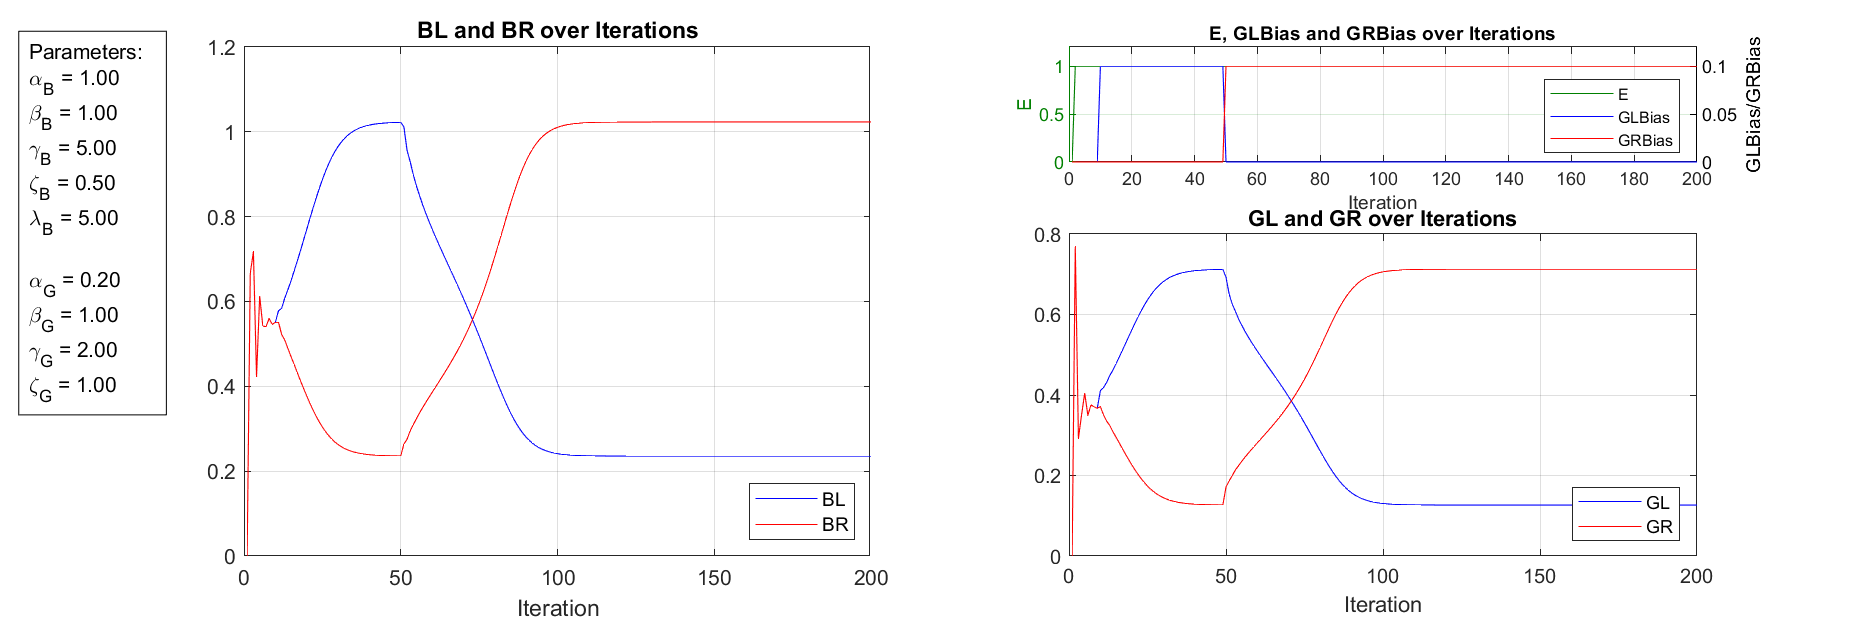 Parameters:
αB = 1.00
βB = 1.00
γB = 5.00
ζB = 0.50
λB = 5.00
αG = 0.20
βG = 1.00
γG = 2.00
ζG = 1.00
BL and BR over Iterations
1.2
1
0.8
0.6
0.4
0.2
0
0 50 100 150 200
Iteration
BL
BR
E, GLBias and GRBias over Iterations
E
1
0.5
0
0.1
0.05
0
GLBias/GRBias
E
GLBias
GRBias
0 20 40 60 80 100 120 140 160 180 200
Iteration
GL and GR over Iterations
0.8
0.6
0.4
0.2
0
GL
GR
0 50 100 150 200
Iteration